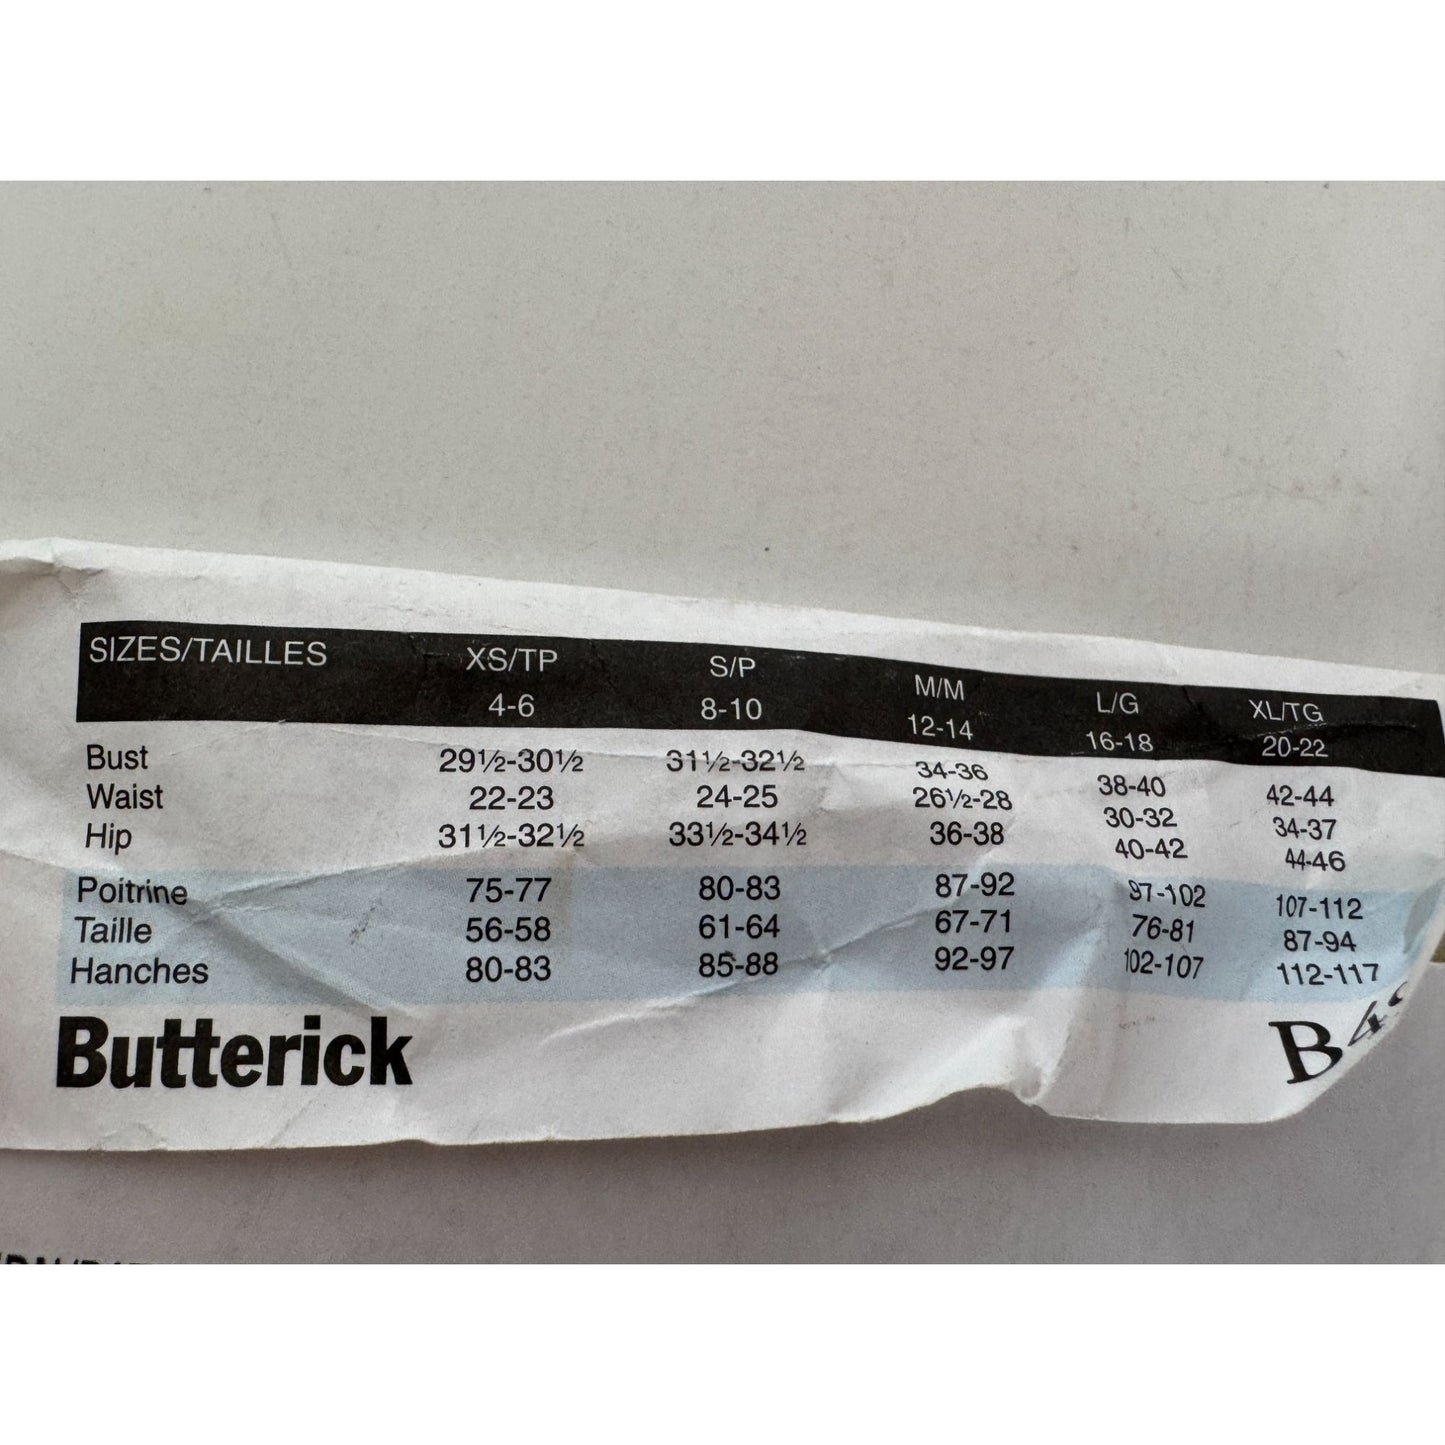 SIZES/TAILLES XS/TP S/P M/M L/G XL/TG
4-6 8-10 12-14 16-18 20-22
Bust 29½-30½ 31½-32½ 34-36 38-40 42-44
Waist 22-23 24-25 26½-28 30-32 34-37
Hip 31½-32½ 33½-34½ 36-38 40-42 44-46
Poitrine 75-77 80-83 87-92 97-102 107-112
Taille 56-58 61-64 67-71 76-81 87-94
Hanches 80-83 85-88 92-97 102-107 112-117
Butterick